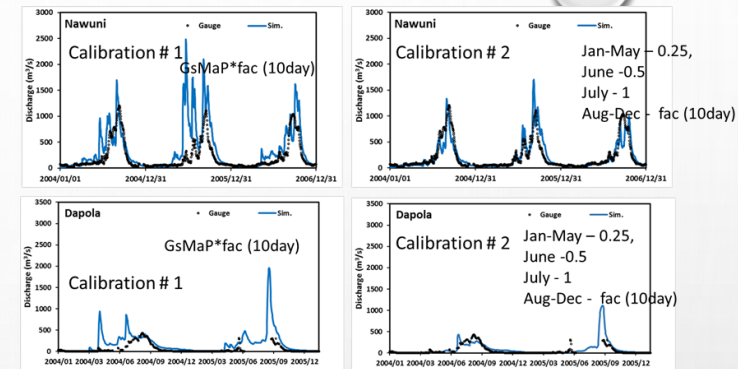 Nawuni
Gauge
Sim.
Calibration # 1
GsMaP*fac (10day)
Discharge (m³/s)
3000
2500
2000
1500
1000
500
0
2004/01/01 2004/12/31 2005/12/31 2006/12/31
Nawuni
Gauge
Sim.
Calibration # 2
Jan-May – 0.25,
June -0.5
July - 1
Aug-Dec - fac (10day)
Discharge (m³/s)
3000
2500
2000
1500
1000
500
0
2004/01/01 2004/12/31 2005/12/31 2006/12/31
Dapola
Gauge
Sim.
GsMaP*fac (10day)
Calibration # 1
Discharge (m³/s)
3500
3000
2500
2000
1500
1000
500
0
2004/01 2004/03 2004/06 2004/09 2004/12 2005/03 2005/06 2005/09 2005/12
Dapola
Gauge
Sim.
Calibration # 2
Jan-May – 0.25,
June -0.5
July - 1
Aug-Dec - fac (10day)
Discharge (m³/s)
3500
3000
2500
2000
1500
1000
500
0
2004/01 2004/03 2004/06 2004/09 2004/12 2005/03 2005/06 2005/09 2005/12